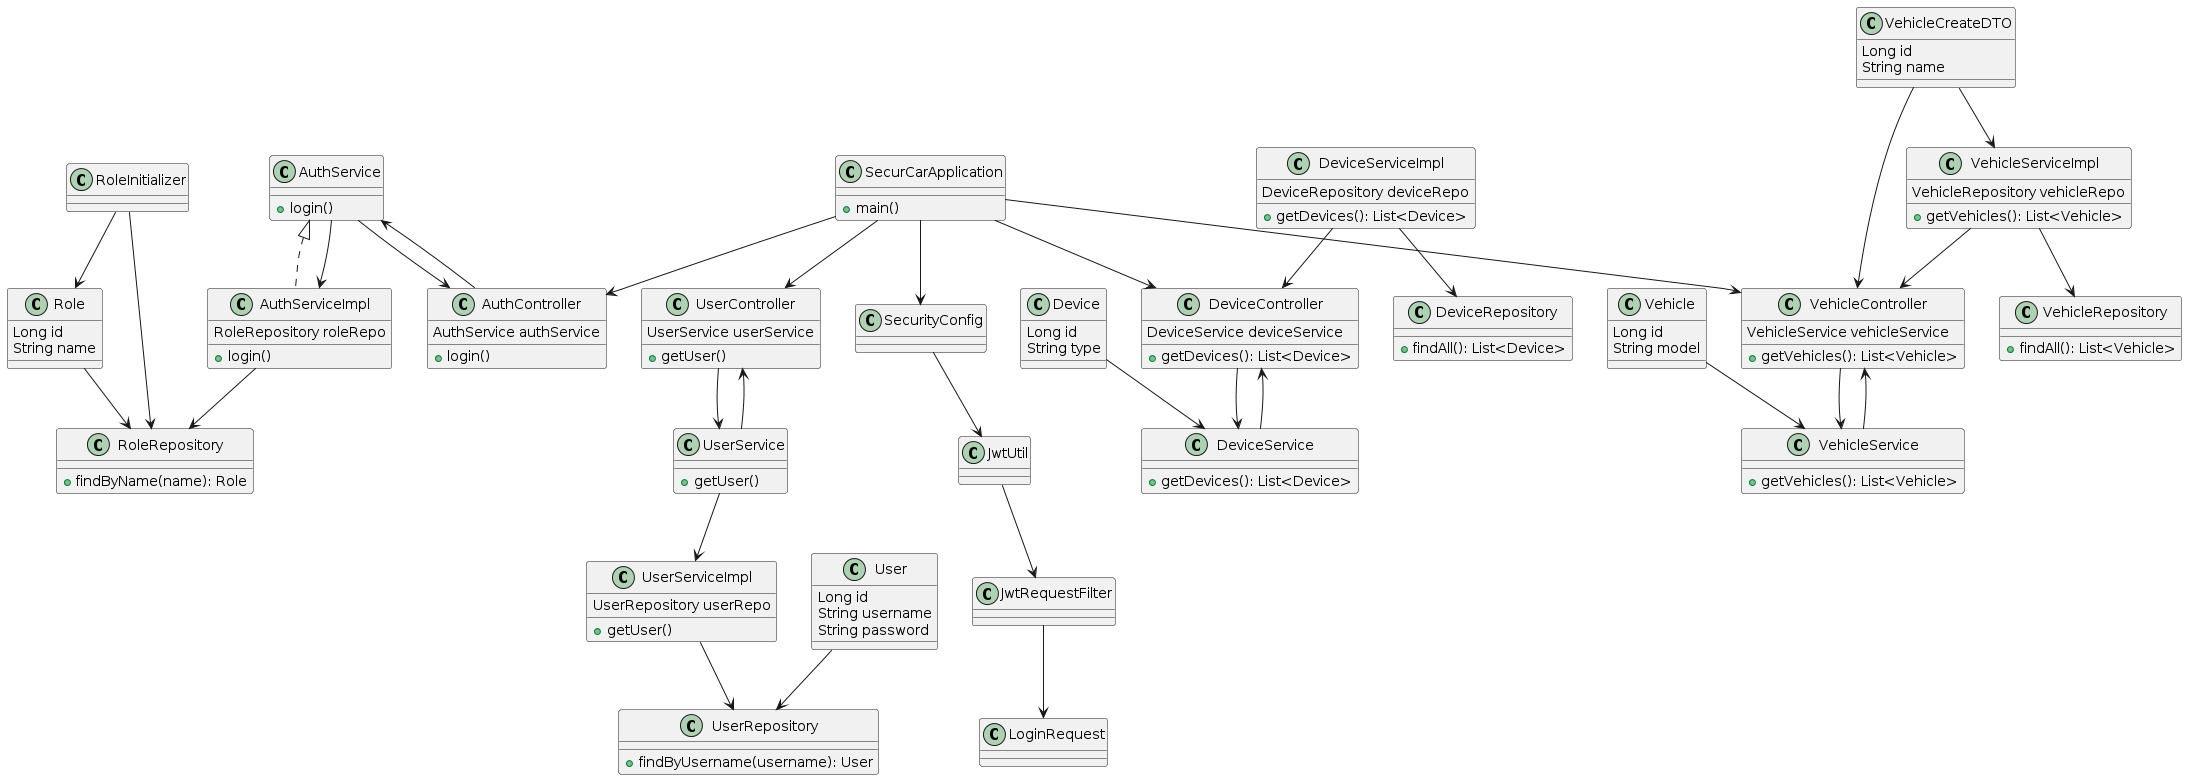 C VehicleCreateDTO
Long id
String name
C RoleInitializer
C AuthService
login()
C SecurCarApplication
main()
C DeviceServiceImpl
DeviceRepository deviceRepo
getDevices(): List<Device>
C VehicleServiceImpl
VehicleRepository vehicleRepo
getVehicles(): List<Vehicle>
C Role
Long id
String name
C AuthServiceImpl
RoleRepository roleRepo
login()
C AuthController
AuthService authService
login()
C UserController
UserService userService
getUser()
C SecurityConfig
C Device
Long id
String type
C DeviceController
DeviceService deviceService
getDevices(): List<Device>
C DeviceRepository
findAll(): List<Device>
C Vehicle
Long id
String model
C VehicleController
VehicleService vehicleService
getVehicles(): List<Vehicle>
C VehicleRepository
findAll(): List<Vehicle>
C RoleRepository
findByName(name): Role
C UserService
getUser()
C JwtUtil
C DeviceService
getDevices(): List<Device>
C VehicleService
getVehicles(): List<Vehicle>
C UserServiceImpl
UserRepository userRepo
getUser()
C User
Long id
String username
String password
C JwtRequestFilter
C UserRepository
findByUsername(username): User
C LoginRequest